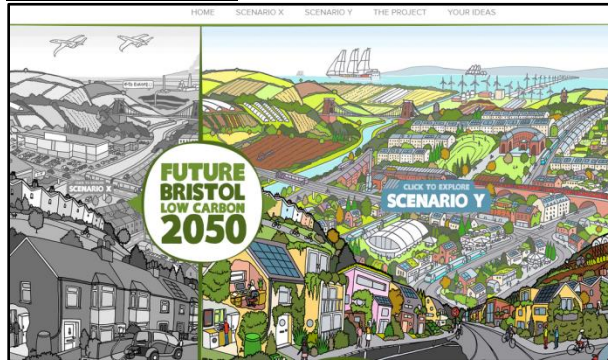 HOME SCENARIO X SCENARIO Y THE PROJECT YOUR IDEAS
SCENARIO X
FUTURE
BRISTOL
LOW CARBON
2050
CLICK TO EXPLORE
SCENARIO Y